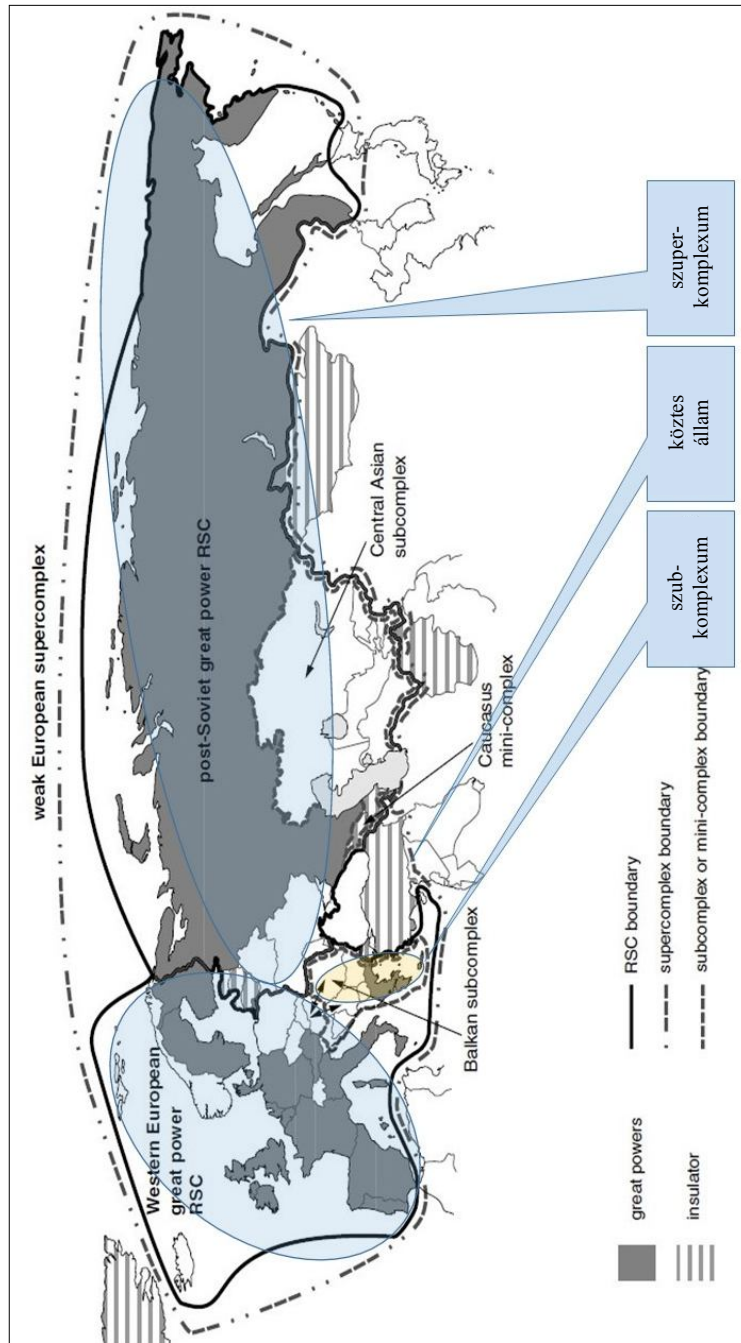 weak European supercomplex
Western European
great power
RSC
post-Soviet great power RSC
Central Asian
subcomplex
Caucasus
mini-complex
Balkan subcomplex
great powers
insulator
RSC boundary
supercomplex boundary
subcomplex or mini-complex boundary
szub-
komplexum
köztes
állam
szuper-
komplexum